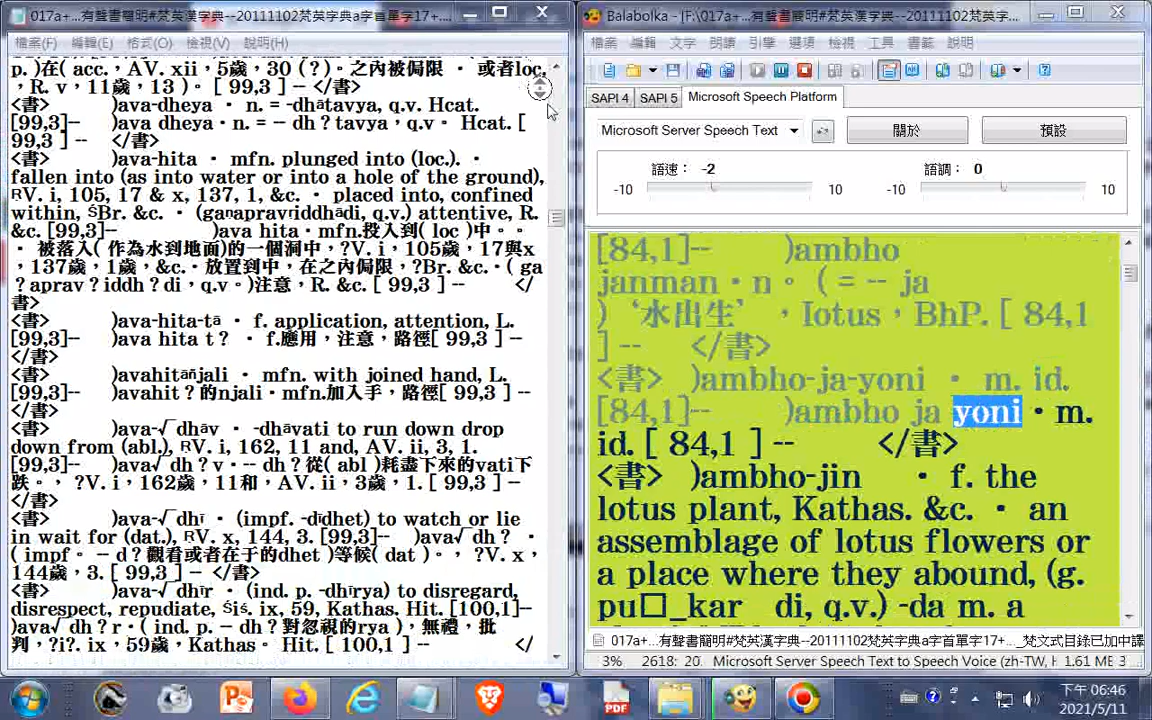 017a+...有聲書簡明#梵英漢字典--20111102梵英字典a字首單字17+...
檔案(F) 編輯(E) 格式(O) 檢視(V) 說明(H)
p. )在( acc., AV. xii，5歲，30（?）。之內被侷限 · 或者loc.
，R. v，11歲，13 )。[ 99,3 ] -- </書>
<書> )ava-dheya · n. = -dhātavya, q.v. Hcat.
[99,3]-- )ava dheya · n. = -- dh ? tavya，q.v。 Hcat. [
99,3 ] -- </書>
<書> )ava-hita · mfn. plunged into (loc.). ·
fallen into (as into water or into a hole of the ground),
RV. i, 105, 17 & x, 137, 1, &c. · placed into, confined
within, ŚBr. &c. · (gaṇapravṛiddhādi, q.v.) attentive, R.
&c. [99,3]-- )ava hita · mfn.投入到( loc )中。。
· 被落入( 作為水到地面)的一個洞中，?V. i，105歲，17與x
，137歲，1歲，&c. · 放置到中，在之內侷限，?Br. &c. · ( ga
? aprav ? iddh ? di，q.v。)注意，R. &c. [ 99,3 ] -- </
書>
<書> )ava-hita-tā · f. application, attention, L.
[99,3]-- )ava hita t ? · f.應用，注意，路徑[ 99,3 ] --
</書>
<書> )avahitāñjali · mfn. with joined hand, L.
[99,3]-- )avahit ? 的njali · mfn.加入手，路徑[ 99,3 ] --
</書>
<書> )ava-√dhāv · -dhāvati to run down drop
down from (abl.), RV. i, 162, 11 and, AV. ii, 3, 1.
[99,3]-- )ava√ dh ? v · -- dh ? 從( abl )耗盡下來的vati下
跌。，?V. i，162歲，11和，AV. ii，3歲，1. [ 99,3 ] --
</書>
<書> )ava-√dhī · (impf. -dīdhet) to watch or lie
in wait for (dat.), RV. x, 144, 3. [99,3]-- )ava√ dh ? ·
( impf。 -- d ? 觀看或者在于的dhet )等候( dat )。，?V. x，
144歲，3. [ 99,3 ] -- </書>
<書> )ava-√dhīr · (ind. p. -dhīrya) to disregard,
disrespect, repudiate, Śiś. ix, 59, Kathas. Hit. [100,1]--
)ava√ dh ? r · ( ind. p. -- dh ? 對忽視的rya )，無禮，批
判，?i?. ix，59歲，Kathas。 Hit. [ 100,1 ] -- </
Balabolka - [F:\017a+...有聲書簡明#梵英漢字典--20111102梵英字...
檔案 編輯 文字 朗讀 引擎 選項 檢視 工具 書籤 說明
SAPI 4 SAPI 5 Microsoft Speech Platform
Microsoft Server Speech Text 關於 預設
語速： -2 語調： 0
-10 10 -10 10
[84,1]-- )ambho
janman · n。 ( = -- ja
)‘水出生’，lotus，BhP. [ 84,1
] -- </書>
<書> )ambho-ja-yoni · m. id.
[84,1]-- )ambho ja yoni · m.
id. [ 84,1 ] -- </書>
<書> )ambho-jin · f. the
lotus plant, Kathas. &c. · an
assemblage of lotus flowers or
a place where they abound, (g.
pu□_kar di, q.v.) -da m. a
017a+...有聲書簡明#梵英漢字典--20111102梵英字典a字首單字17+...梵文式目錄已加中譯
3% 2618: 20 Microsoft Server Speech Text to Speech Voice (zh-TW, H 1.61 MB
下午 06:46
2021/5/11